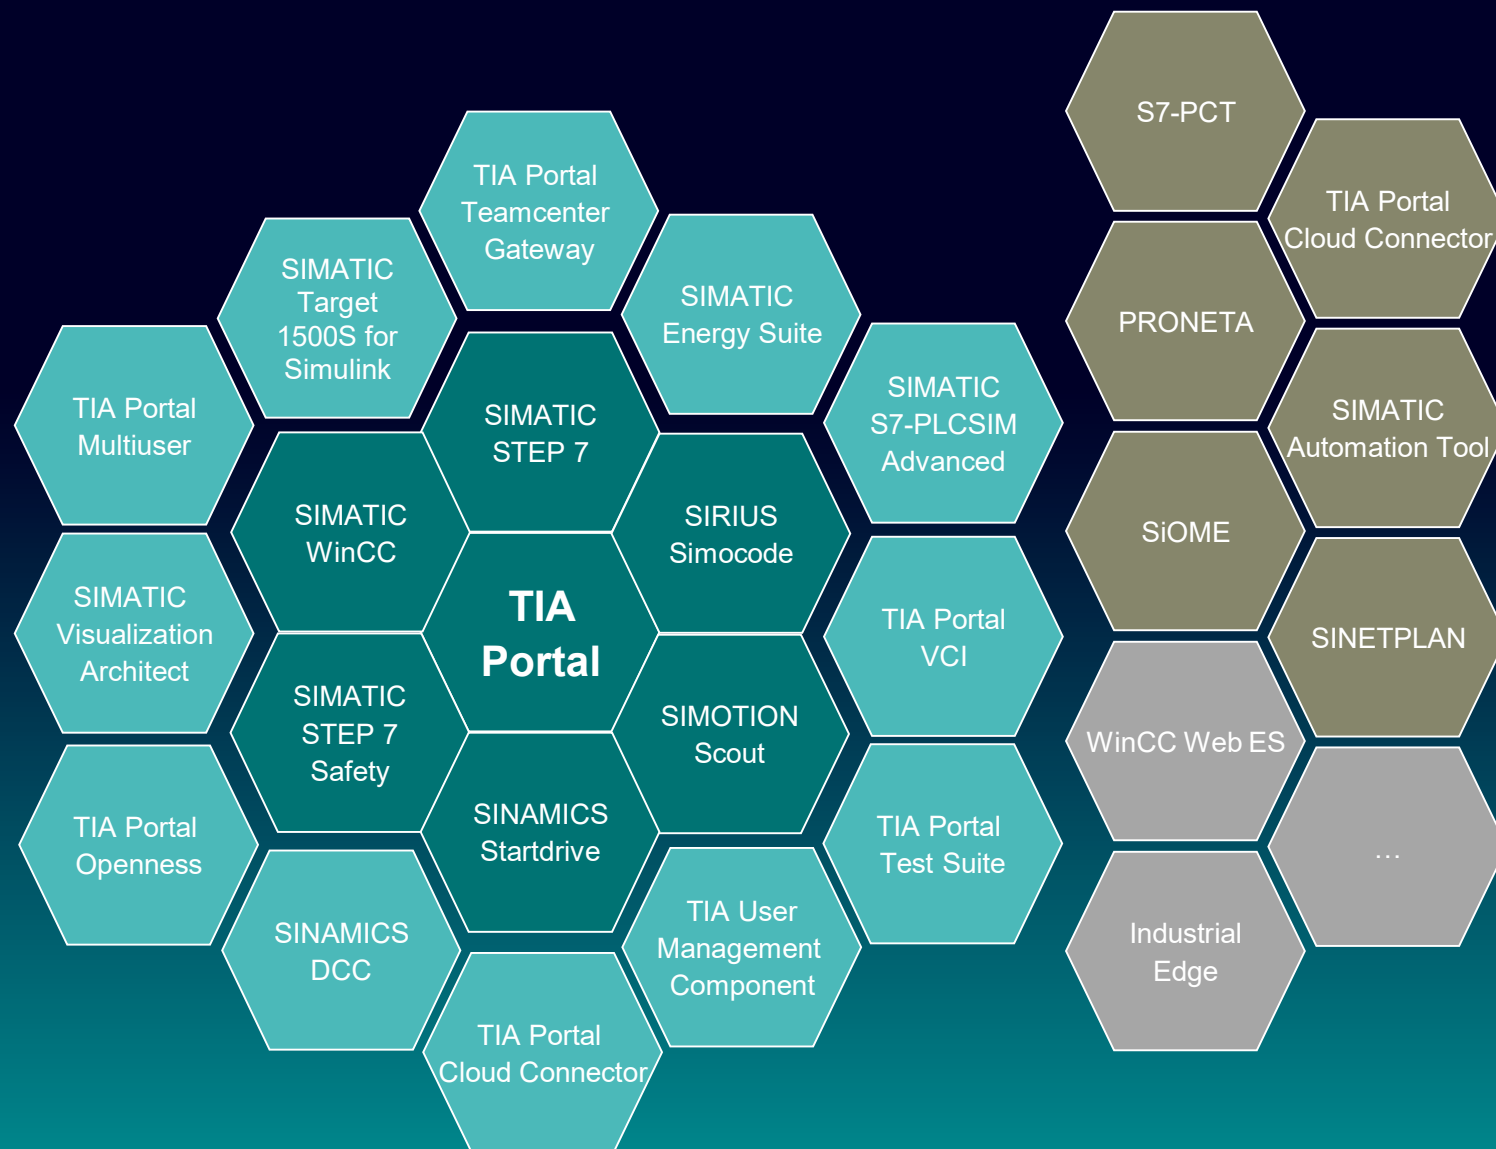 S7-PCT
TIA Portal
Teamcenter
Gateway
TIA Portal
Cloud Connector
SIMATIC
Target
1500S for
Simulink
SIMATIC
Energy Suite
PRONETA
TIA Portal
Multiuser
SIMATIC
STEP 7
SIMATIC
S7-PLCSIM
Advanced
SIMATIC
Automation Tool
SIMATIC
WinCC
SIRIUS
Simocode
SiOME
SIMATIC
Visualization
Architect
TIA
Portal
TIA Portal
VCI
SINETPLAN
SIMATIC
STEP 7
Safety
SIMOTION
Scout
WinCC Web ES
TIA Portal
Openness
SINAMICS
Startdrive
TIA Portal
Test Suite
...
SINAMICS
DCC
TIA User
Management
Component
Industrial
Edge
TIA Portal
Cloud Connector